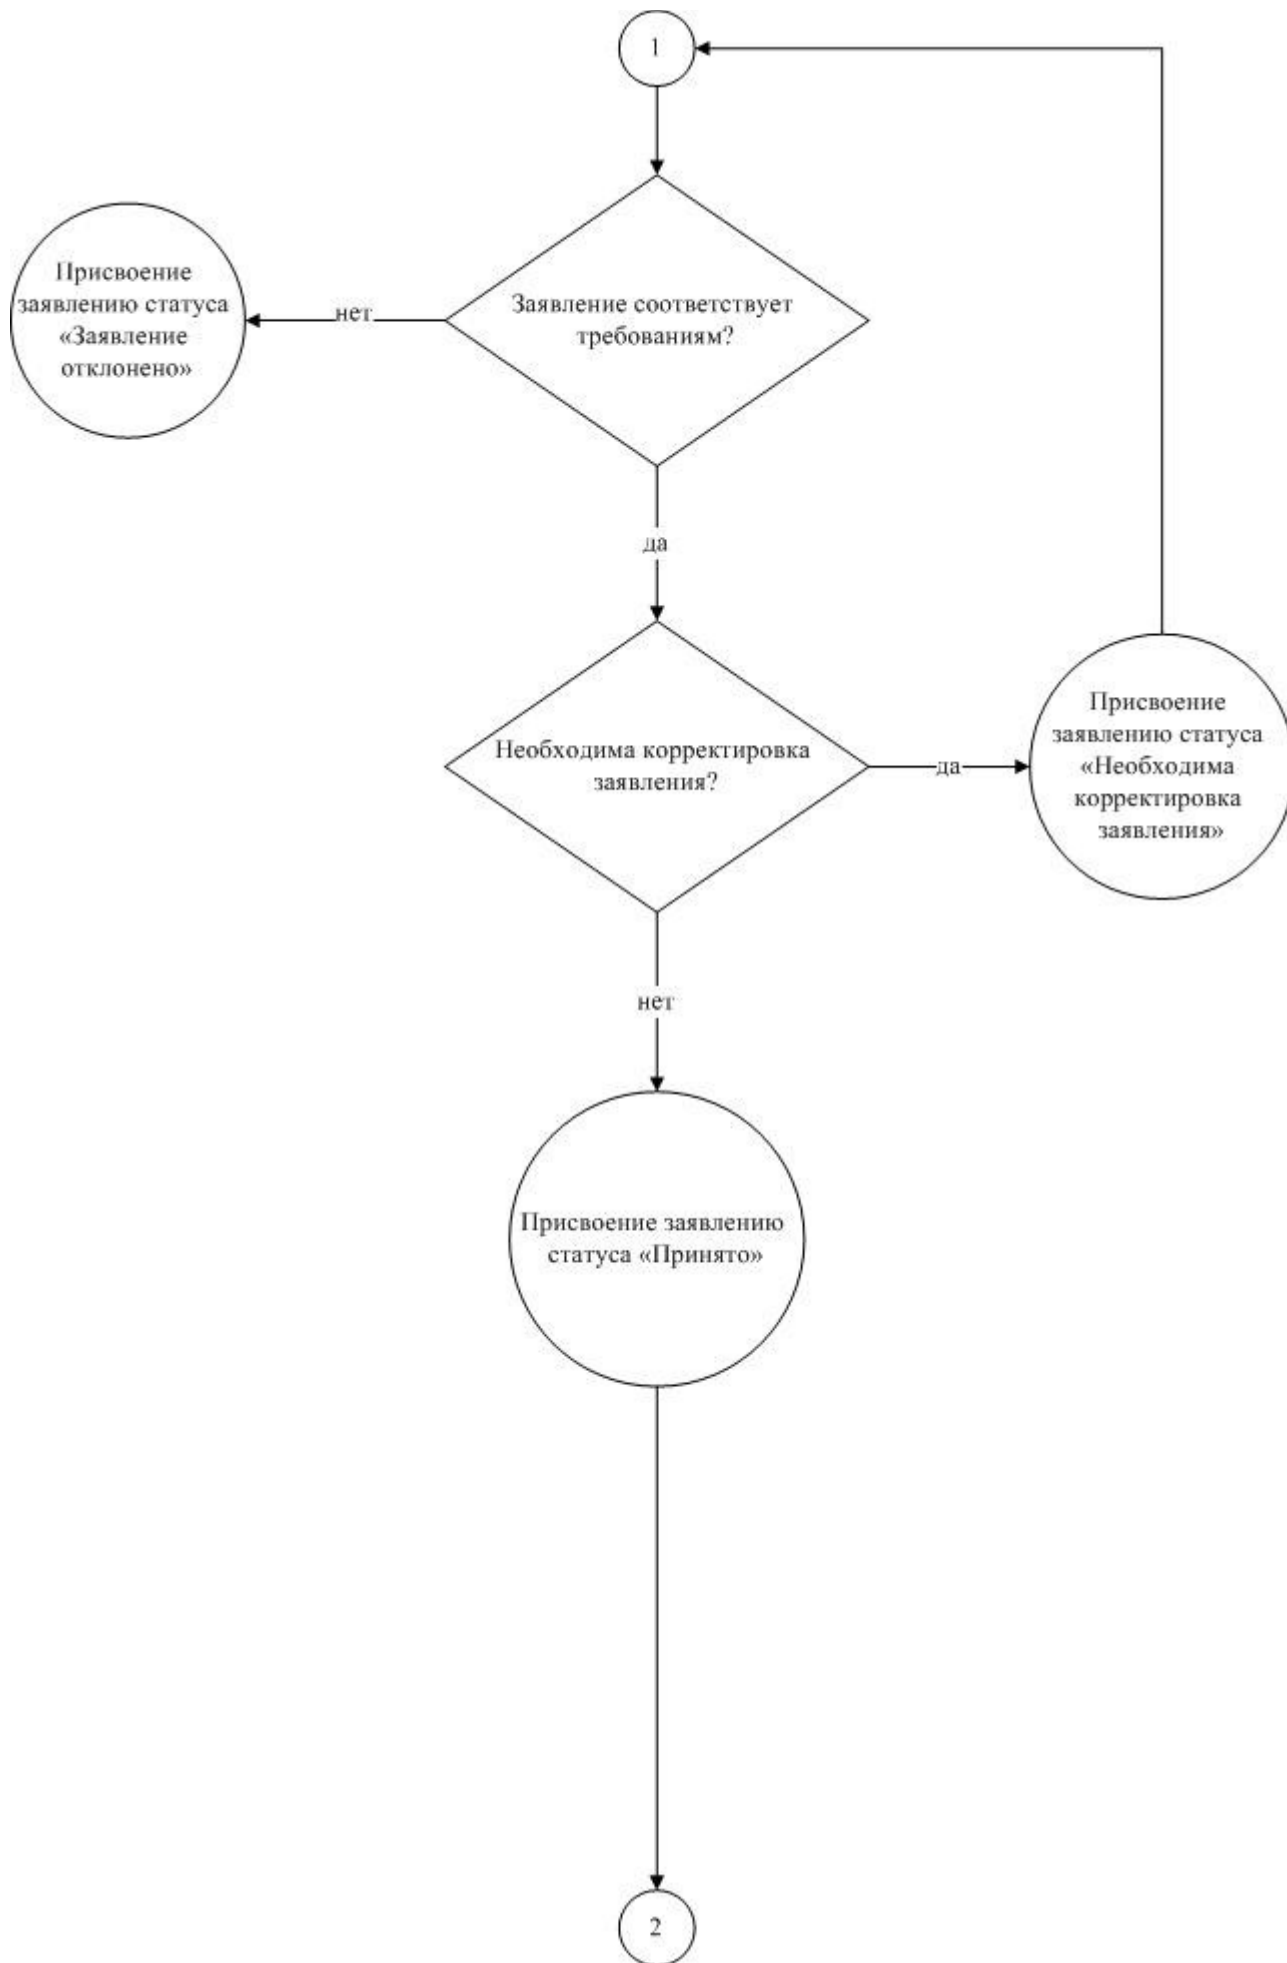 1
Присвоение
заявлению статуса
«Заявление
отклонено»
нет
Заявление соответствует
требованиям?
да
Необходима корректировка
заявления?
да
Присвоение
заявлению статуса
«Необходима
корректировка
заявления»
нет
Присвоение заявлению
статуса «Принято»
2